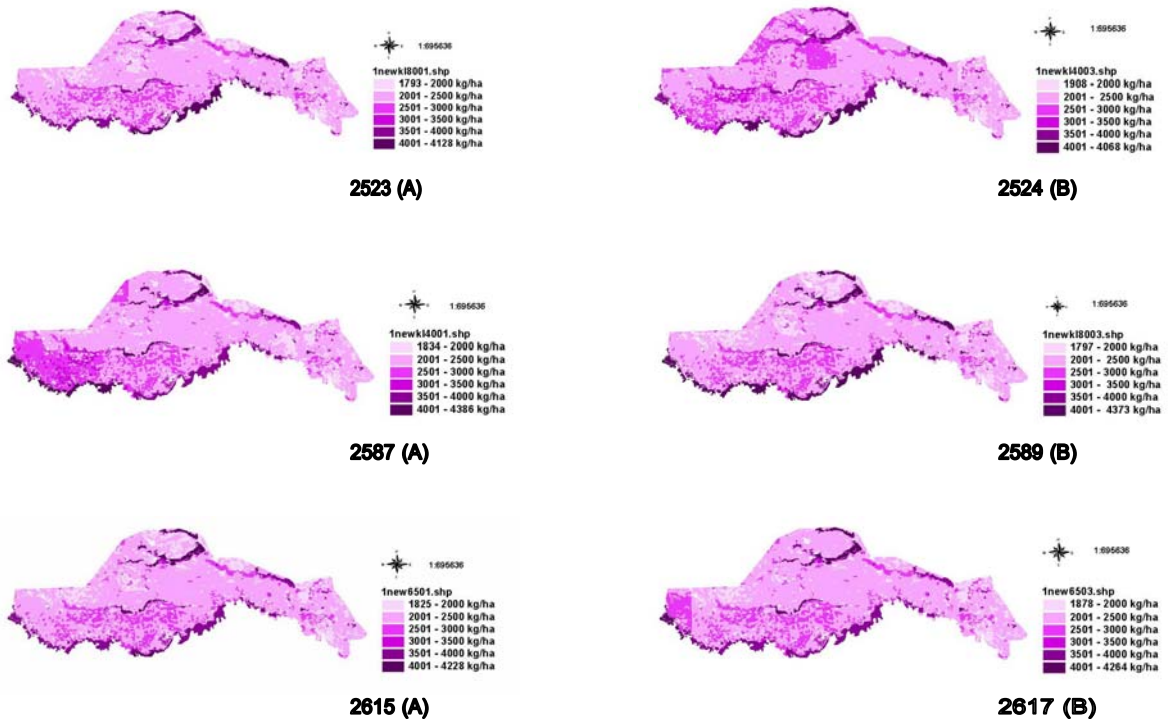 1:695636
1newkl8001.shp
1793 - 2000 kg/ha
2001 - 2500 kg/ha
2501 - 3000 kg/ha
3001 - 3500 kg/ha
3501 - 4000 kg/ha
4001 - 4128 kg/ha
2523 (A)
1:695636
1newkl4003.shp
1908 - 2000 kg/ha
2001 - 2500 kg/ha
2501 - 3000 kg/ha
3001 - 3500 kg/ha
3501 - 4000 kg/ha
4001 - 4068 kg/ha
2524 (B)
1:695636
1newkl4001.shp
1834 - 2000 kg/ha
2001 - 2500 kg/ha
2501 - 3000 kg/ha
3001 - 3500 kg/ha
3501 - 4000 kg/ha
4001 - 4386 kg/ha
2587 (A)
1:695636
1newkl8003.shp
1797 - 2000 kg/ha
2001 - 2500 kg/ha
2501 - 3000 kg/ha
3001 - 3500 kg/ha
3501 - 4000 kg/ha
4001 - 4373 kg/ha
2589 (B)
1:695636
1new6501.shp
1825 - 2000 kg/ha
2001 - 2500 kg/ha
2501 - 3000 kg/ha
3001 - 3500 kg/ha
3501 - 4000 kg/ha
4001 - 4228 kg/ha
2615 (A)
1:695636
1new6503.shp
1878 - 2000 kg/ha
2001 - 2500 kg/ha
2501 - 3000 kg/ha
3001 - 3500 kg/ha
3501 - 4000 kg/ha
4001 - 4264 kg/ha
2617 (B)